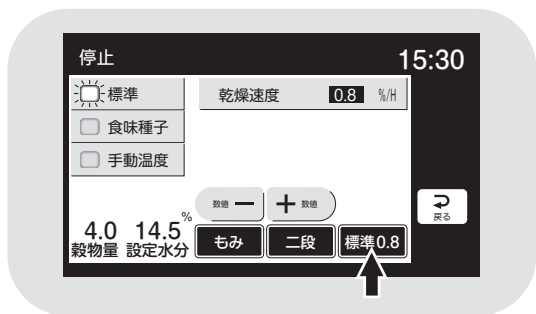 停止 15:30
標準 乾燥速度 0.8 %/H
食味種子
手動温度
数値 － ＋ 数値
戻る
4.0 14.5%
穀物量 設定水分 もみ 二段 標準0.8